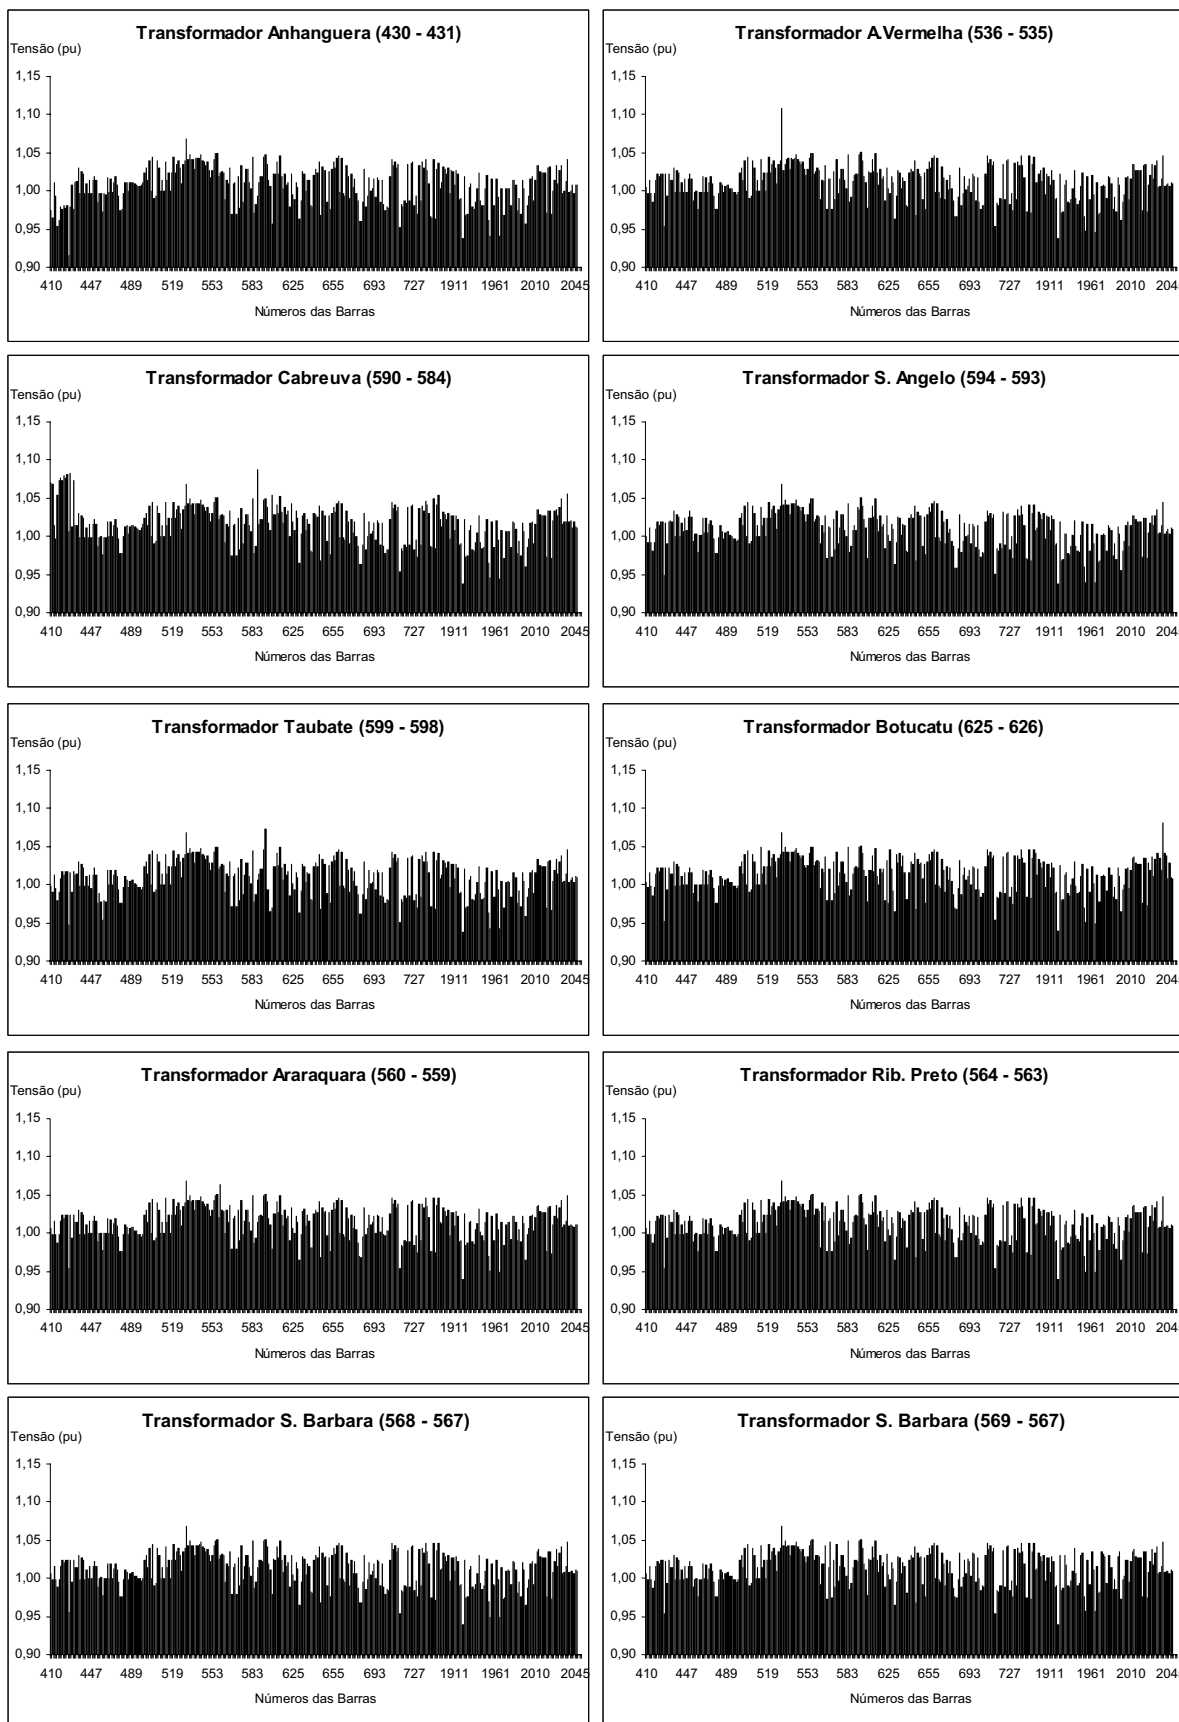 Transformador Anhanguera (430 - 431)
Tensão (pu)
1,15
1,10
1,05
1,00
0,95
0,90
410 447 489 519 553 583 625 655 693 727 1911 1961 2010 2045
Números das Barras
Transformador A.Vermelha (536 - 535)
Tensão (pu)
1,15
1,10
1,05
1,00
0,95
0,90
410 447 489 519 553 583 625 655 693 727 1911 1961 2010 2045
Números das Barras
Transformador Cabreuva (590 - 584)
Tensão (pu)
1,15
1,10
1,05
1,00
0,95
0,90
410 447 489 519 553 583 625 655 693 727 1911 1961 2010 2045
Números das Barras
Transformador S. Angelo (594 - 593)
Tensão (pu)
1,15
1,10
1,05
1,00
0,95
0,90
410 447 489 519 553 583 625 655 693 727 1911 1961 2010 2045
Números das Barras
Transformador Taubate (599 - 598)
Tensão (pu)
1,15
1,10
1,05
1,00
0,95
0,90
410 447 489 519 553 583 625 655 693 727 1911 1961 2010 2045
Números das Barras
Transformador Botucatu (625 - 626)
Tensão (pu)
1,15
1,10
1,05
1,00
0,95
0,90
410 447 489 519 553 583 625 655 693 727 1911 1961 2010 2045
Números das Barras
Transformador Araraquara (560 - 559)
Tensão (pu)
1,15
1,10
1,05
1,00
0,95
0,90
410 447 489 519 553 583 625 655 693 727 1911 1961 2010 2045
Números das Barras
Transformador Rib. Preto (564 - 563)
Tensão (pu)
1,15
1,10
1,05
1,00
0,95
0,90
410 447 489 519 553 583 625 655 693 727 1911 1961 2010 2045
Números das Barras
Transformador S. Barbara (568 - 567)
Tensão (pu)
1,15
1,10
1,05
1,00
0,95
0,90
410 447 489 519 553 583 625 655 693 727 1911 1961 2010 2045
Números das Barras
Transformador S. Barbara (569 - 567)
Tensão (pu)
1,15
1,10
1,05
1,00
0,95
0,90
410 447 489 519 553 583 625 655 693 727 1911 1961 2010 2045
Números das Barras